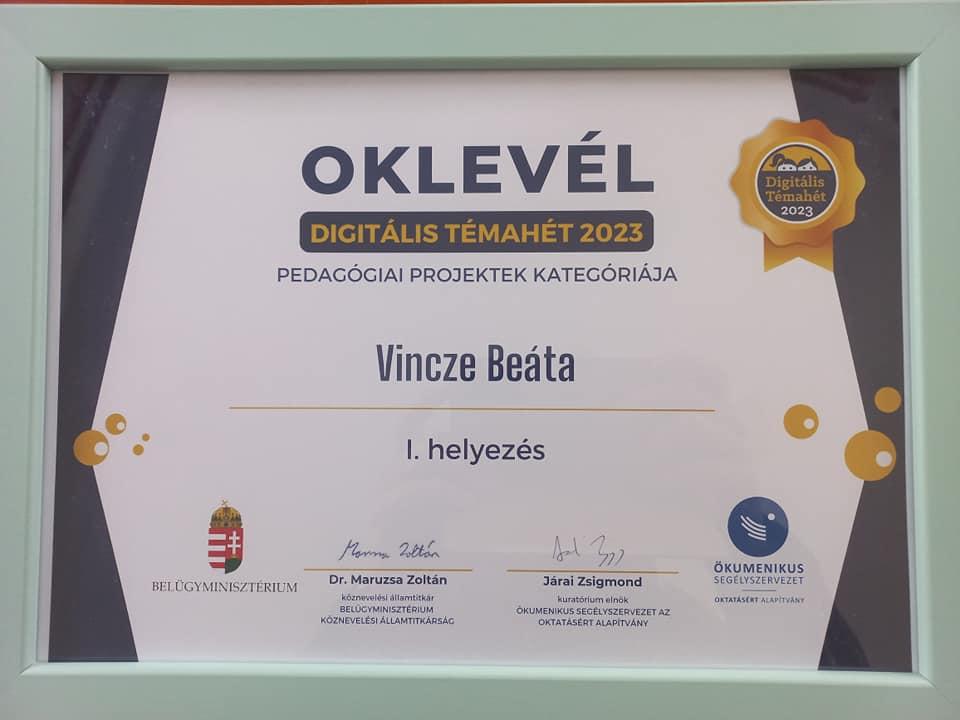 OKLEVÉL
DIGITÁLIS TÉMAHÉT 2023
PEDAGÓGIAI PROJEKTEK KATEGÓRIÁJA
Digitális
Témahét
2023
Vincze Beáta
I. helyezés
BELÜGYMINISZTÉRIUM
Dr. Maruzsa Zoltán
köznevelési államtitkár
BELÜGYMINISZTÉRIUM
KÖZNEVELÉSI ÁLLAMTITKÁRSÁG
Járai Zsigmond
kuratórium elnök
ÖKUMENIKUS SEGÉLYSZERVEZET AZ
OKTATÁSÉRT ALAPÍTVÁNY
ÖKUMENIKUS
SEGÉLYSZERVEZET
OKTATÁSÉRT ALAPÍTVÁNY